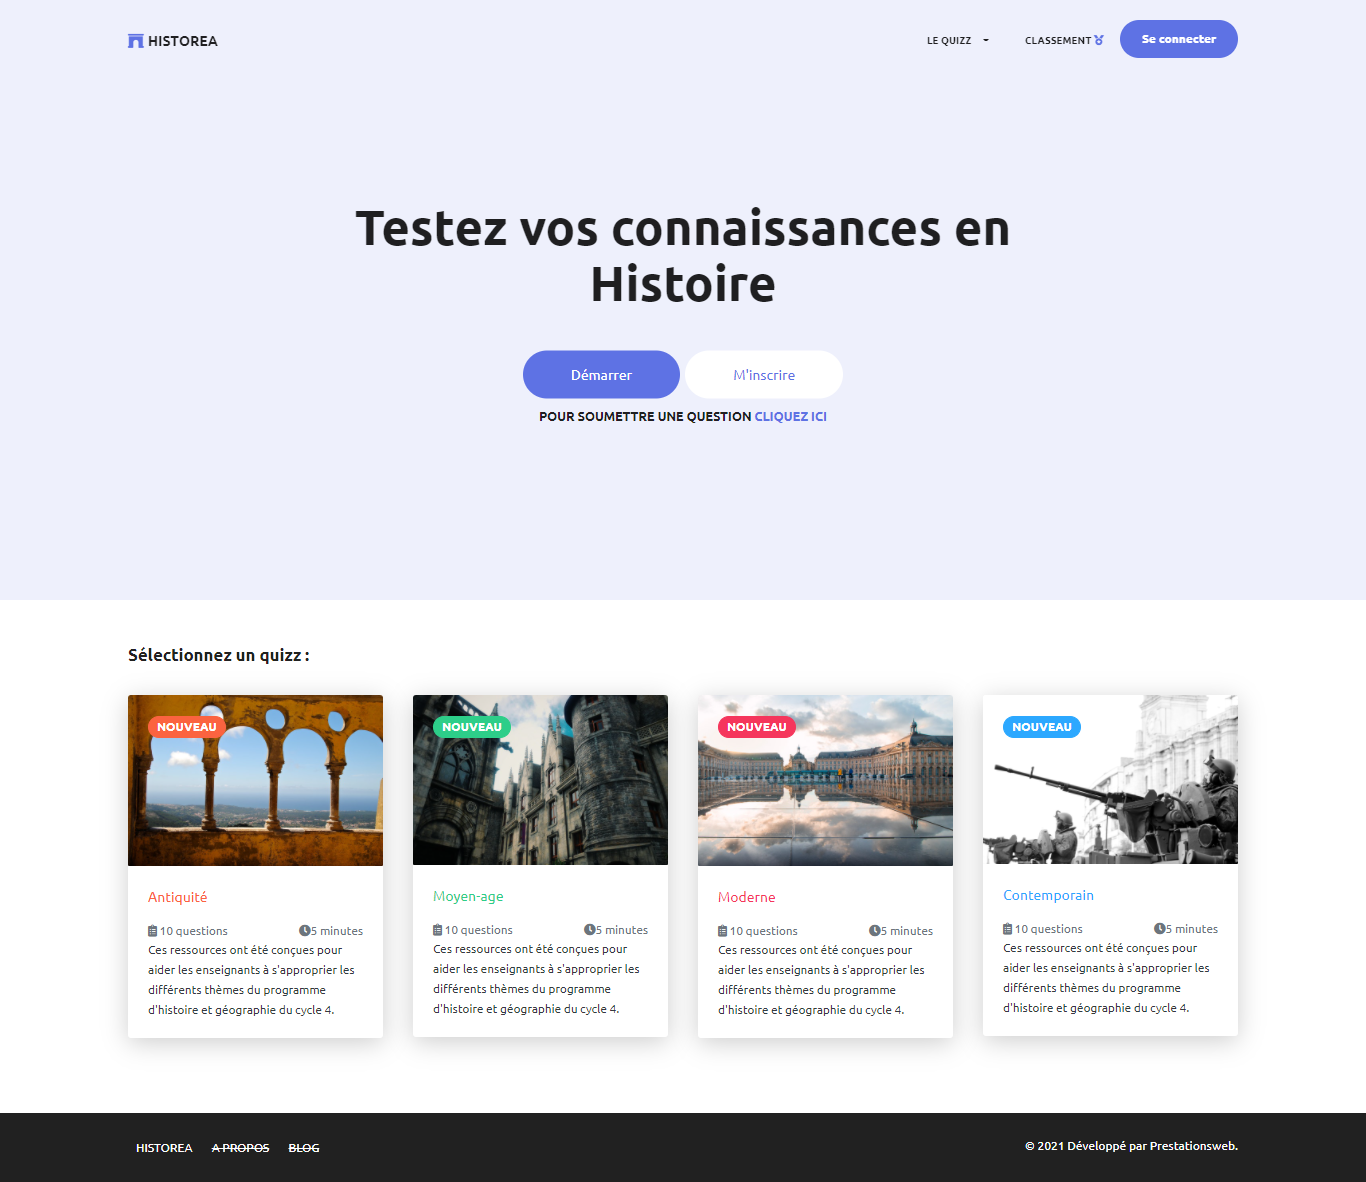 HISTOREA
LE QUIZZ
CLASSEMENT
Se connecter
Testez vos connaissances en
Histoire
Démarrer
M'inscrire
POUR SOUMETTRE UNE QUESTION CLIQUEZ ICI
Sélectionnez un quizz :
NOUVEAU
Antiquité
10 questions
5 minutes
Ces ressources ont été conçues pour
aider les enseignants à s'approprier les
différents thèmes du programme
d'histoire et géographie du cycle 4.
NOUVEAU
Moyen-age
10 questions
5 minutes
Ces ressources ont été conçues pour
aider les enseignants à s'approprier les
différents thèmes du programme
d'histoire et géographie du cycle 4.
NOUVEAU
Moderne
10 questions
5 minutes
Ces ressources ont été conçues pour
aider les enseignants à s'approprier les
différents thèmes du programme
d'histoire et géographie du cycle 4.
NOUVEAU
Contemporain
10 questions
5 minutes
Ces ressources ont été conçues pour
aider les enseignants à s'approprier les
différents thèmes du programme
d'histoire et géographie du cycle 4.
HISTOREA
A PROPOS
BLOG
© 2021 Développé par Prestationsweb.